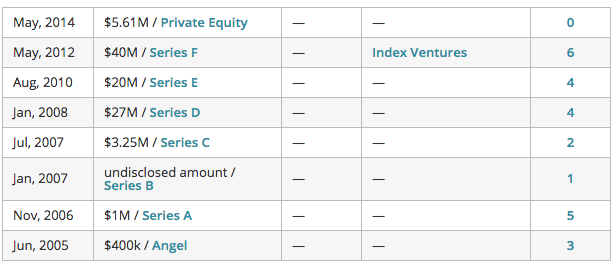 May, 2014 $5.61M / Private Equity — — 0
May, 2012 $40M / Series F — Index Ventures 6
Aug, 2010 $20M / Series E — — 4
Jan, 2008 $27M / Series D — — 4
Jul, 2007 $3.25M / Series C — — 2
Jan, 2007 undisclosed amount / — — 1
Series B
Nov, 2006 $1M / Series A — — 5
Jun, 2005 $400k / Angel — — 3